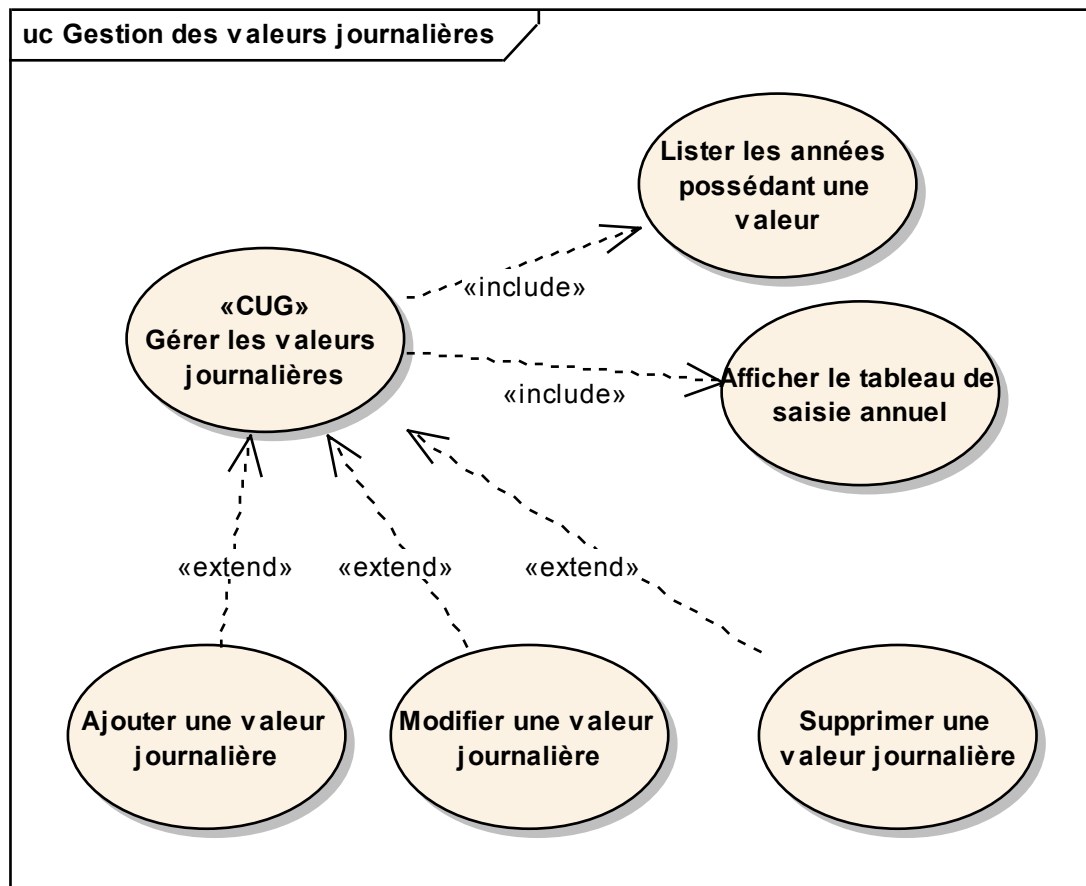 uc Gestion des valeurs journalières
Lister les années
possédant une
valeur
«CUG»
Gérer les valeurs
journalières
«include»
Afficher le tableau de
saisie annuel
«include»
«extend»
«extend»
«extend»
Ajouter une valeur
journalière
Modifier une valeur
journalière
Supprimer une
valeur journalière